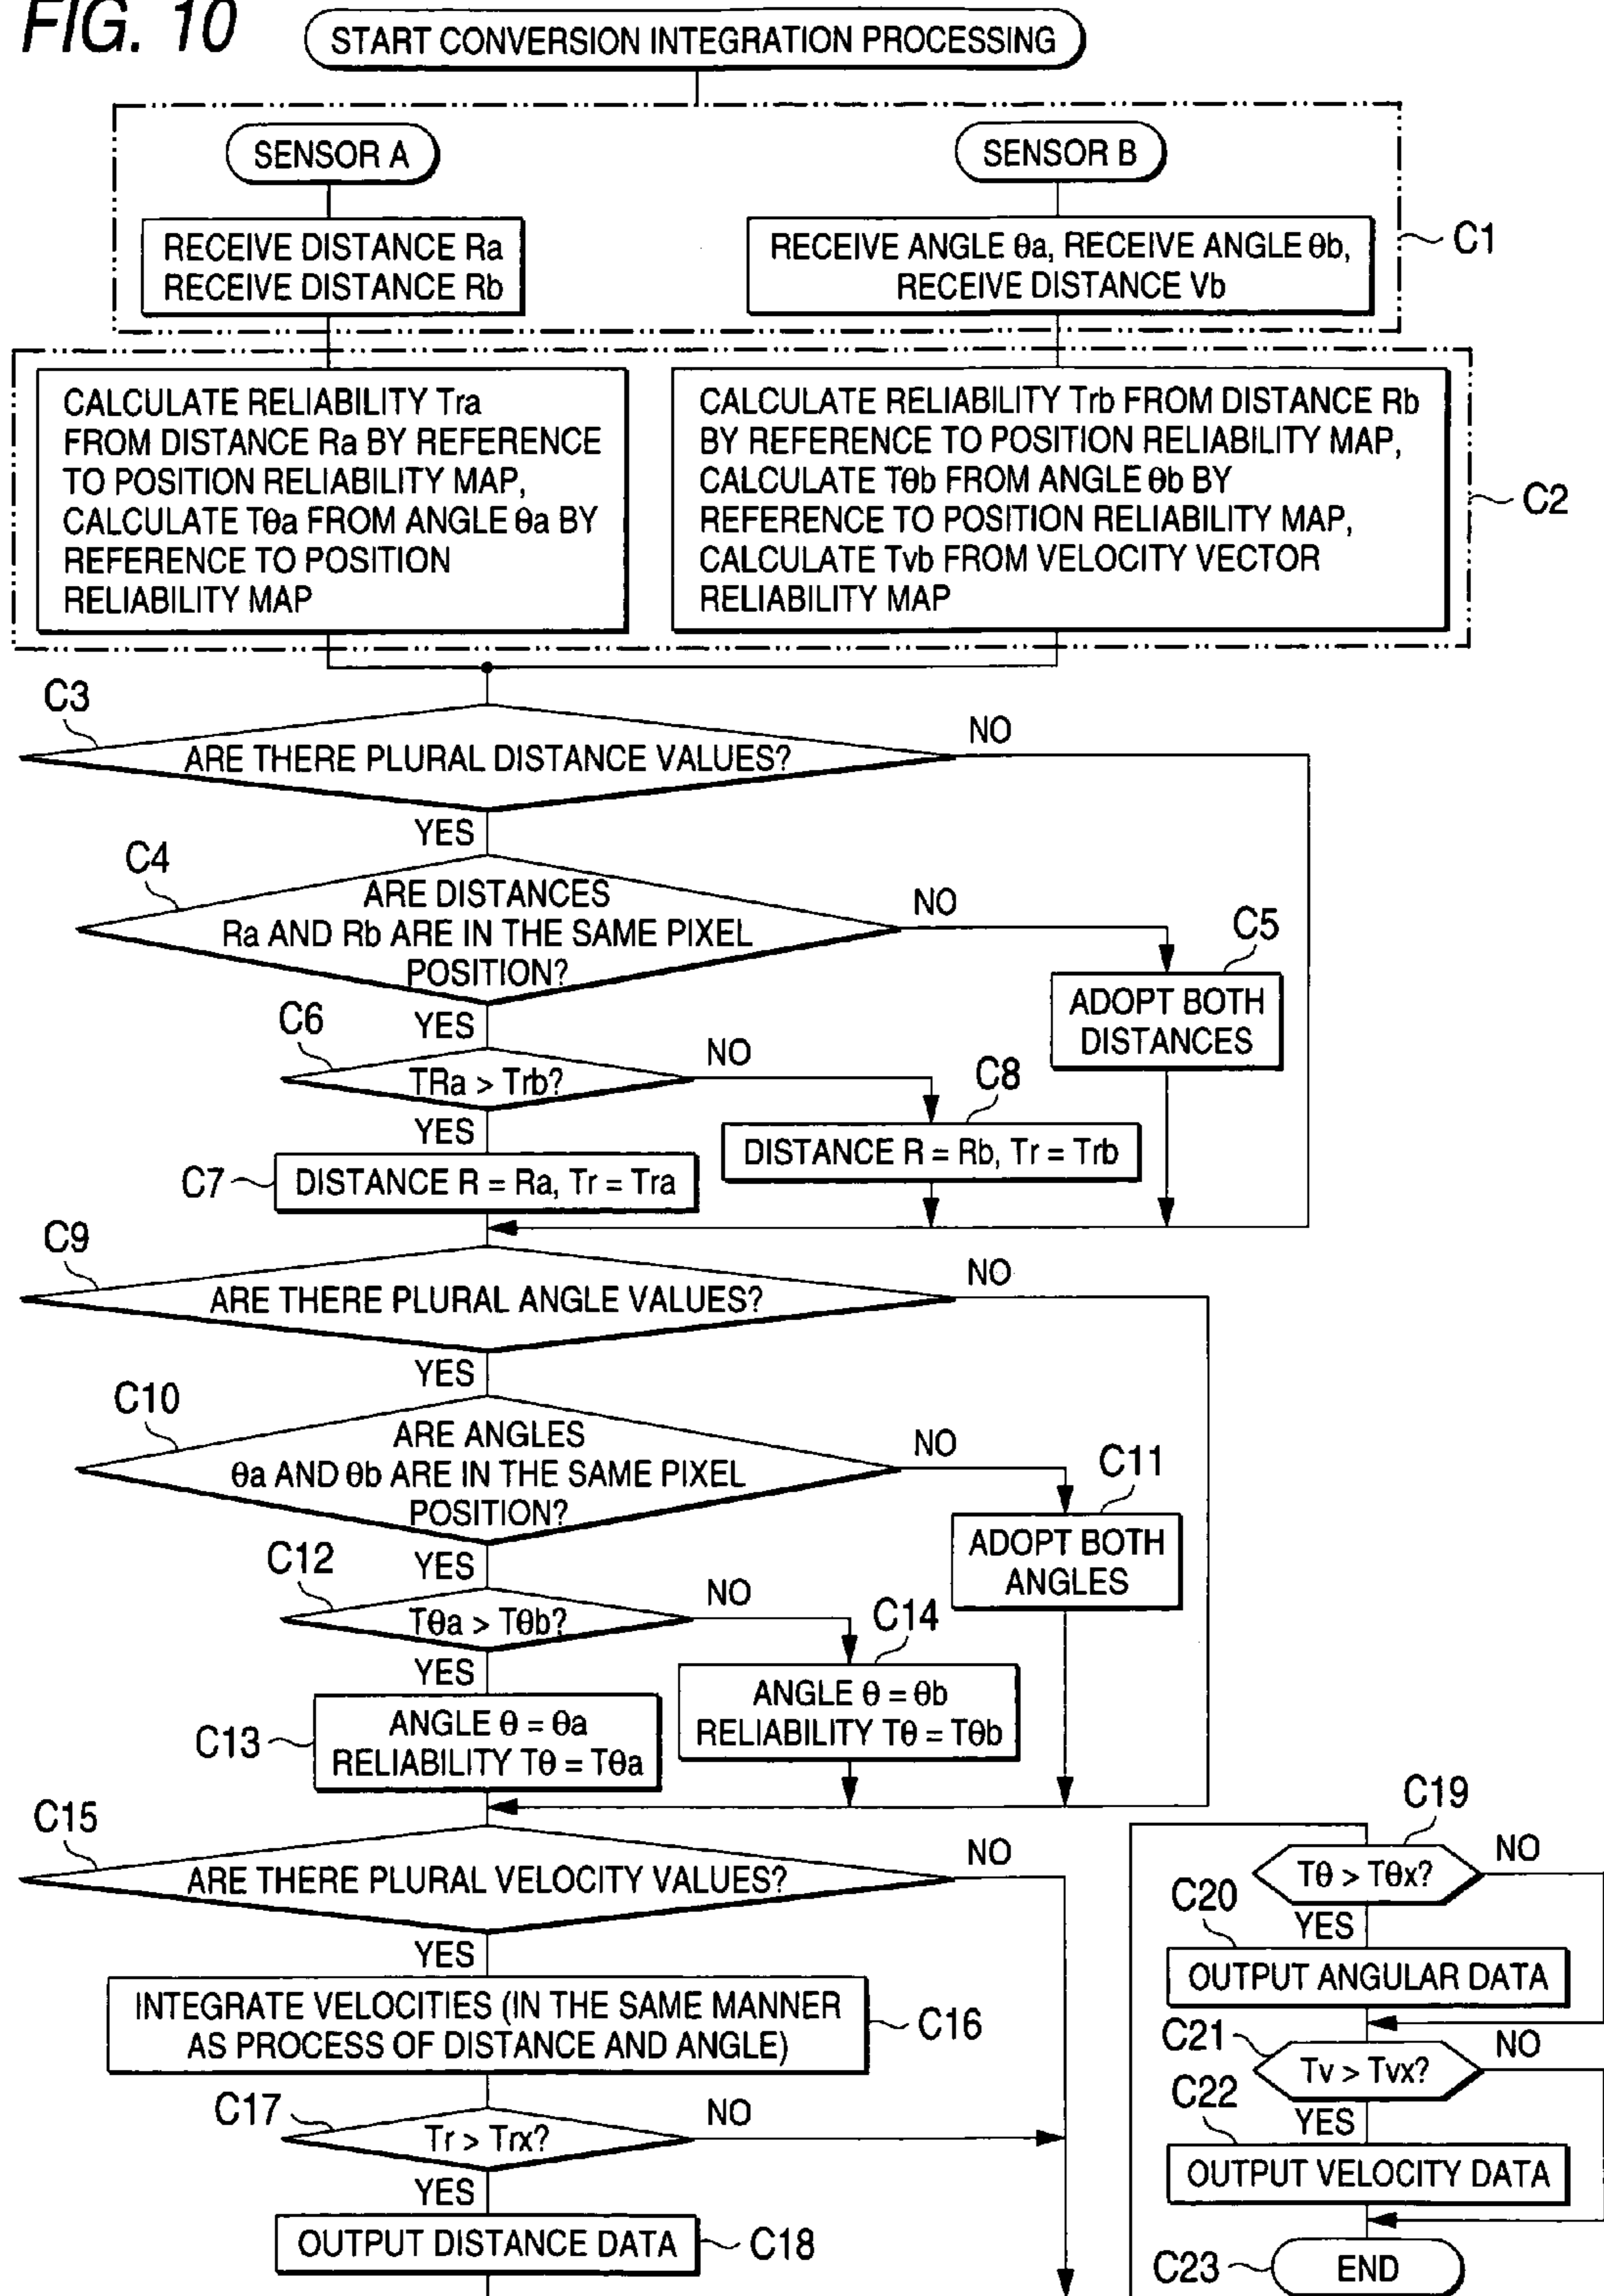 FIG. 10
START CONVERSION INTEGRATION PROCESSING
SENSOR A
RECEIVE DISTANCE Ra
RECEIVE DISTANCE Rb
SENSOR B
RECEIVE ANGLE θa, RECEIVE ANGLE θb,
RECEIVE DISTANCE Vb
C1
CALCULATE RELIABILITY Tra
FROM DISTANCE Ra BY REFERENCE
TO POSITION RELIABILITY MAP,
CALCULATE Tθa FROM ANGLE θa BY
REFERENCE TO POSITION
RELIABILITY MAP
CALCULATE RELIABILITY Trb FROM DISTANCE Rb
BY REFERENCE TO POSITION RELIABILITY MAP,
CALCULATE Tθb FROM ANGLE θb BY
REFERENCE TO POSITION RELIABILITY MAP,
CALCULATE Tvb FROM VELOCITY VECTOR
RELIABILITY MAP
C2
C3
ARE THERE PLURAL DISTANCE VALUES?
NO
YES
C4
ARE DISTANCES
Ra AND Rb ARE IN THE SAME PIXEL
POSITION?
NO
C5
ADOPT BOTH
DISTANCES
YES
C6
TRa > Trb?
NO
C8
DISTANCE R = Rb, Tr = Trb
YES
C7
DISTANCE R = Ra, Tr = Tra
C9
ARE THERE PLURAL ANGLE VALUES?
NO
YES
C10
ARE ANGLES
θa AND θb ARE IN THE SAME PIXEL
POSITION?
NO
C11
ADOPT BOTH
ANGLES
YES
C12
Tθa > Tθb?
NO
C14
ANGLE θ = θb
RELIABILITY Tθ = Tθb
YES
C13
ANGLE θ = θa
RELIABILITY Tθ = Tθa
C15
ARE THERE PLURAL VELOCITY VALUES?
NO
YES
INTEGRATE VELOCITIES (IN THE SAME MANNER
AS PROCESS OF DISTANCE AND ANGLE)
C16
C17
Tr > Trx?
NO
YES
OUTPUT DISTANCE DATA
C18
C19
Tθ > Tθx?
NO
C20
YES
OUTPUT ANGULAR DATA
C21
Tv > Tvx?
NO
C22
YES
OUTPUT VELOCITY DATA
C23
END